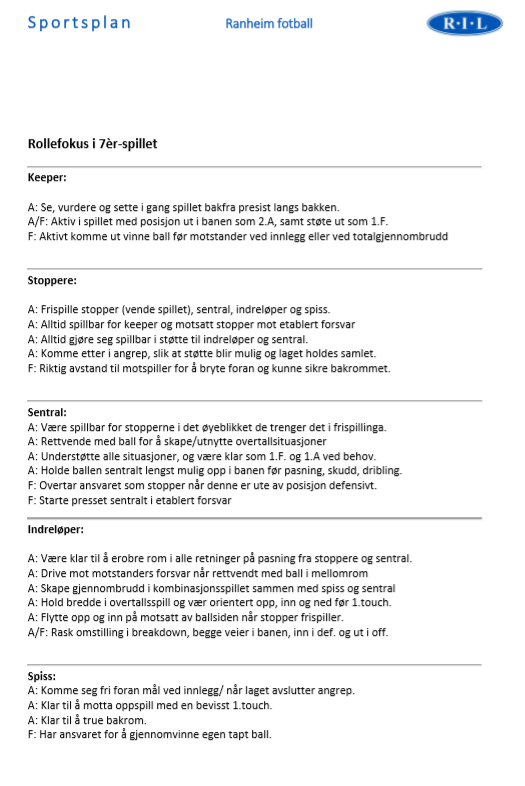 Sportsplan
Ranheim fotball
R·I·L
Rollefokus i 7èr-spillet
Keeper:
A: Se, vurdere og sette i gang spillet bakfra presist langs bakken.
A/F: Aktiv i spillet med posisjon ut i banen som 2.A, samt støte ut som 1.F.
F: Aktivt komme ut vinne ball før motstander ved innlegg eller ved totalgjennombrudd
Stoppere:
A: Frispille stopper (vende spillet), sentral, indreløper og spiss.
A: Alltid spillbar for keeper og motsatt stopper mot etablert forsvar
A: Alltid gjøre seg spillbar i støtte til indreløper og sentral.
A: Komme etter i angrep, slik at støtte blir mulig og laget holdes samlet.
F: Riktig avstand til motspiller for å bryte foran og kunne sikre bakrommet.
Sentral:
A: Være spillbar for stopperne i det øyeblikket de trenger det i frispillinga.
A: Rettvende med ball for å skape/utnytte overtallsituasjoner
A: Understøtte alle situasjoner, og være klar som 1.F. og 1.A ved behov.
A: Holde ballen sentralt lengst mulig opp i banen før pasning, skudd, dribling.
F: Overtar ansvaret som stopper når denne er ute av posisjon defensivt.
F: Starte presset sentralt i etablert forsvar
Indreløper:
A: Være klar til å erobre rom i alle retninger på pasning fra stoppere og sentral.
A: Drive mot motstanders forsvar når rettvendt med ball i mellomrom
A: Skape gjennombrudd i kombinasjonsspillet sammen med spiss og sentral
A: Hold bredde i overtallsspill og vær orientert opp, inn og ned før 1.touch.
A: Flytte opp og inn på motsatt av ballsiden når stopper frispiller.
A/F: Rask omstilling i breakdown, begge veier i banen, inn i def. og ut i off.
Spiss:
A: Komme seg fri foran mål ved innlegg/ når laget avslutter angrep.
A: Klar til å motta oppspill med en bevisst 1.touch.
A: Klar til å true bakrom.
F: Har ansvaret for å gjennomvinne egen tapt ball.